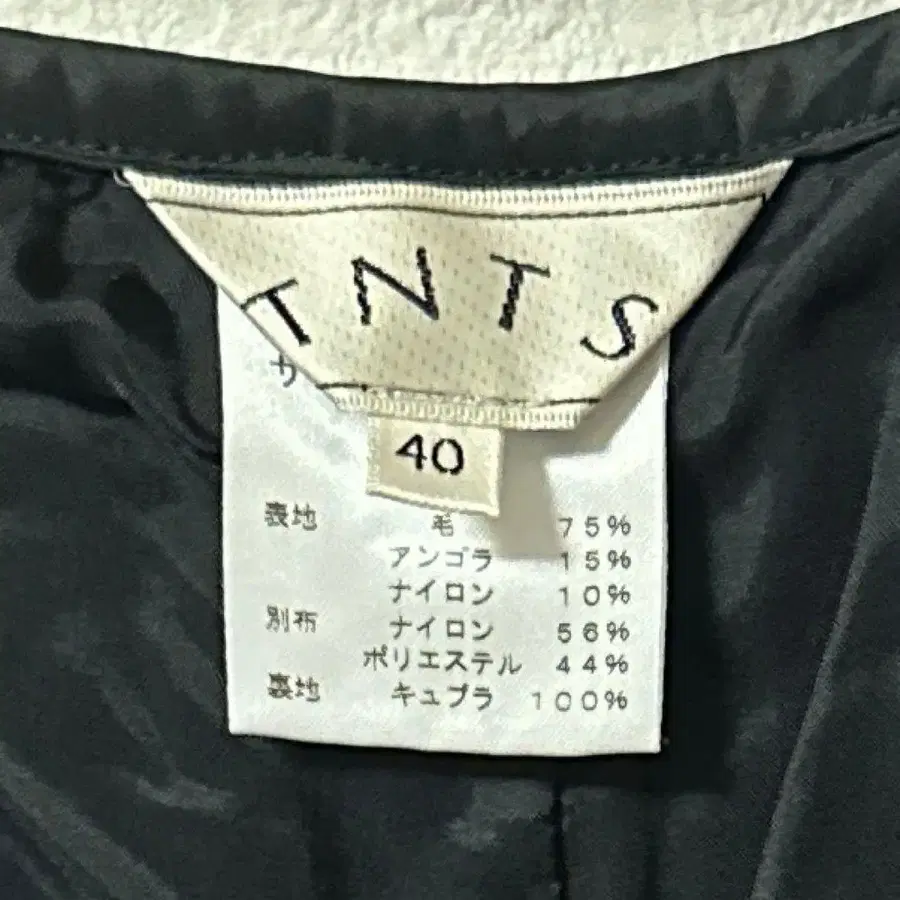 TNTS
サ
40
表地 毛 75%
アンゴラ 15%
ナイロン 10%
別布 ナイロン 56%
ポリエステル 44%
裏地 キュプラ 100%